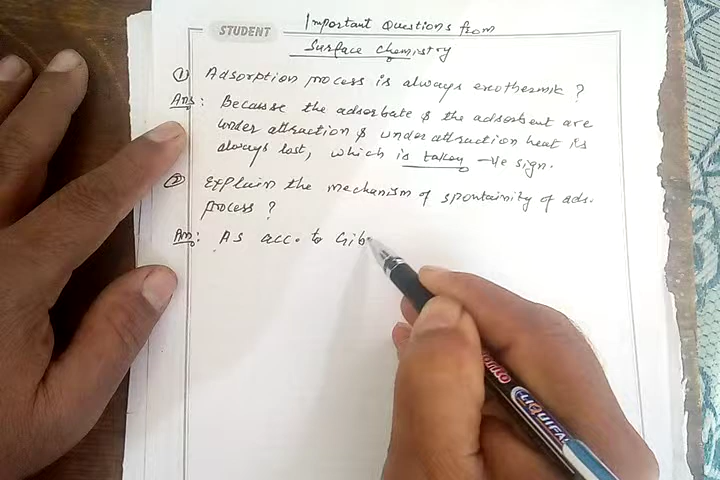 STUDENT
Important Questions from
Surface Chemistry
① Adsorption process is always exothermic ?
Ans: Because the adsorbate & the adsorbent are
under attraction & under attraction heat is
always lost, which is taken -Ve sign.
② Explain the mechanism of spontainity of ads.
process ?
Ans: As acc. to Gib
LIQUIFLO